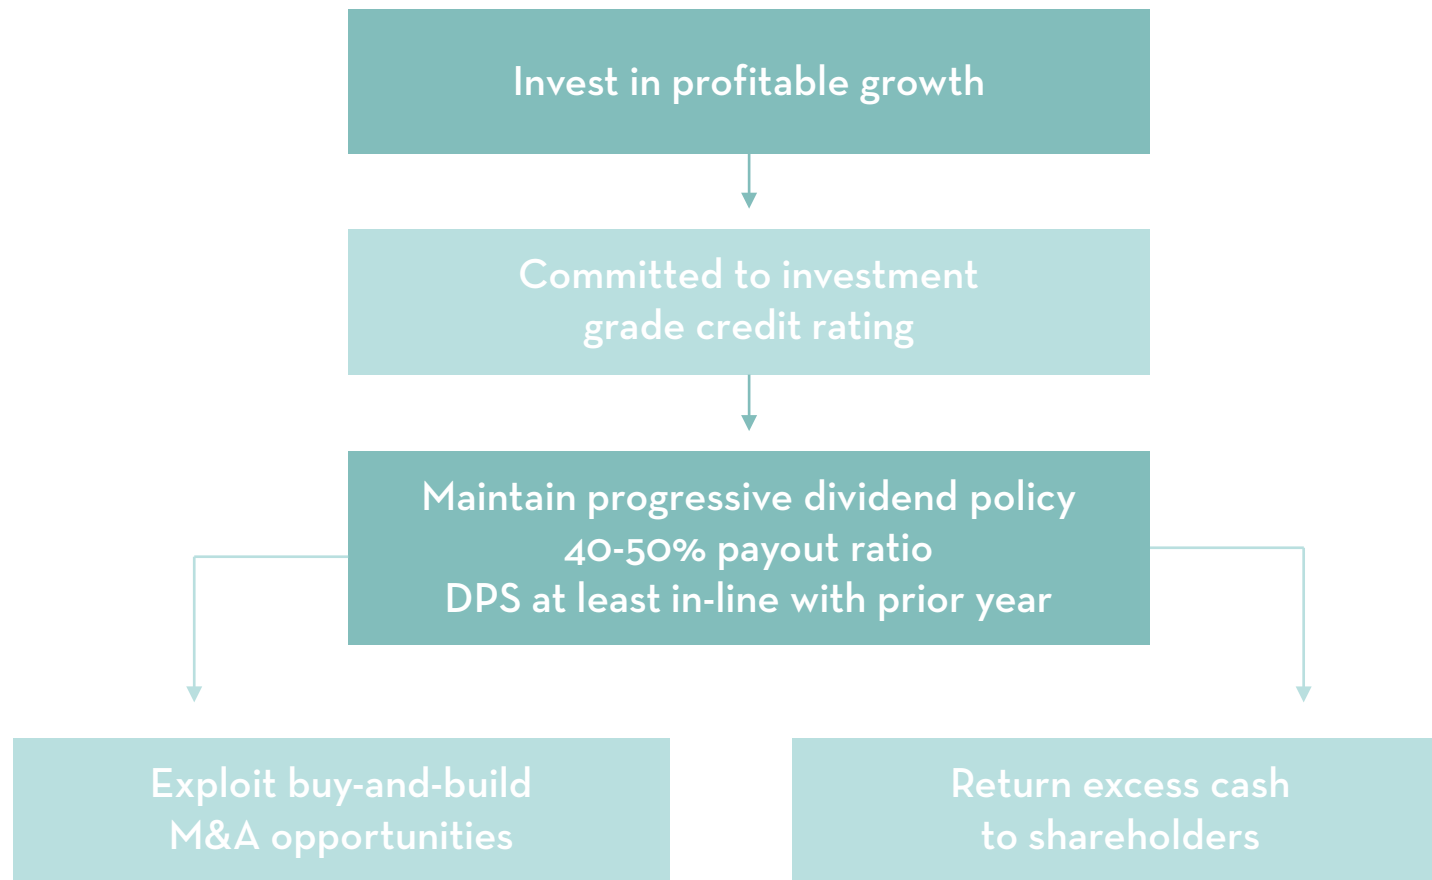 Invest in profitable growth
Committed to investment
grade credit rating
Maintain progressive dividend policy
40-50% payout ratio
DPS at least in-line with prior year
Exploit buy-and-build
M&A opportunities
Return excess cash
to shareholders